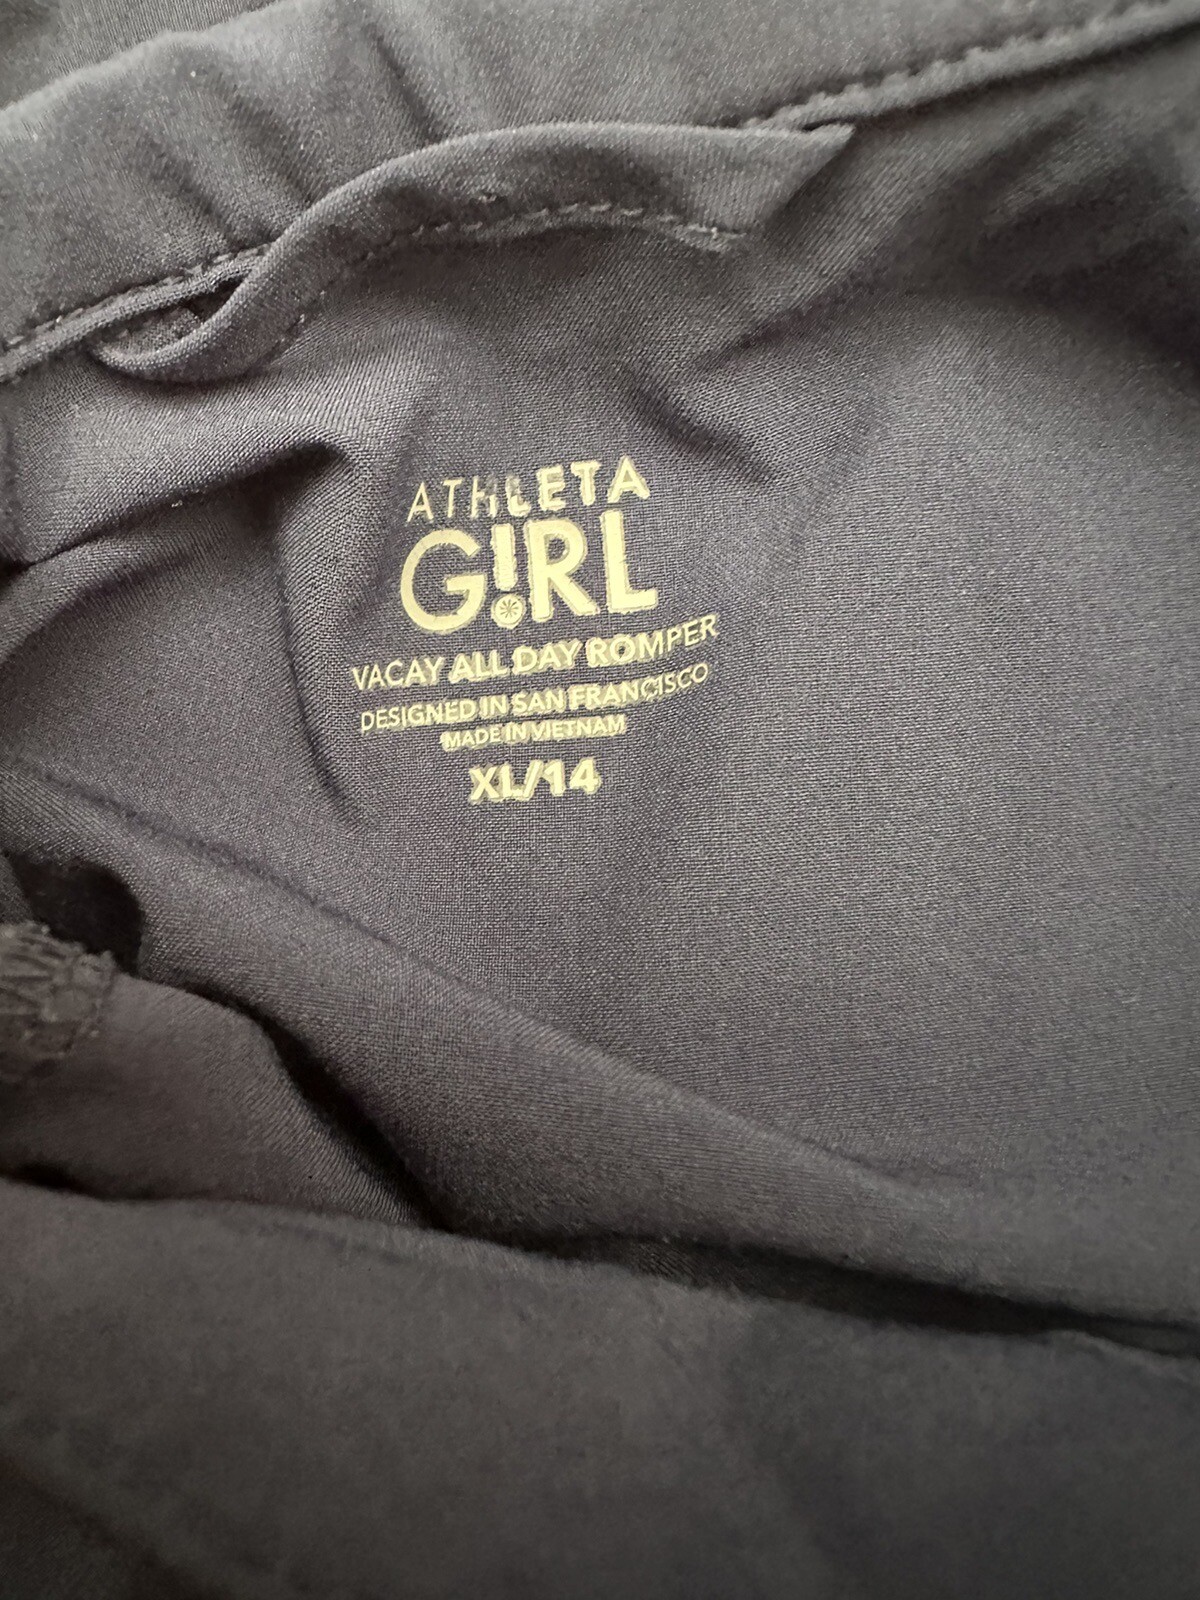 ATHLETA
G!RL
VACAY ALL DAY ROMPER
DESIGNED IN SAN FRANCISCO
MADE IN VIETNAM
XL/14